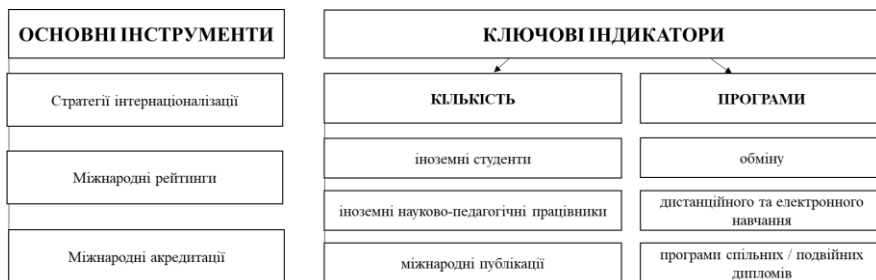 ОСНОВНІ ІНСТРУМЕНТИ
Стратегії інтернаціоналізації
Міжнародні рейтинги
Міжнародні акредитації
КЛЮЧОВІ ІНДИКАТОРИ
КІЛЬКІСТЬ
іноземні студенти
іноземні науково-педагогічні працівники
міжнародні публікації
ПРОГРАМИ
обміну
дистанційного та електронного
навчання
програми спільних / подвійних
дипломів